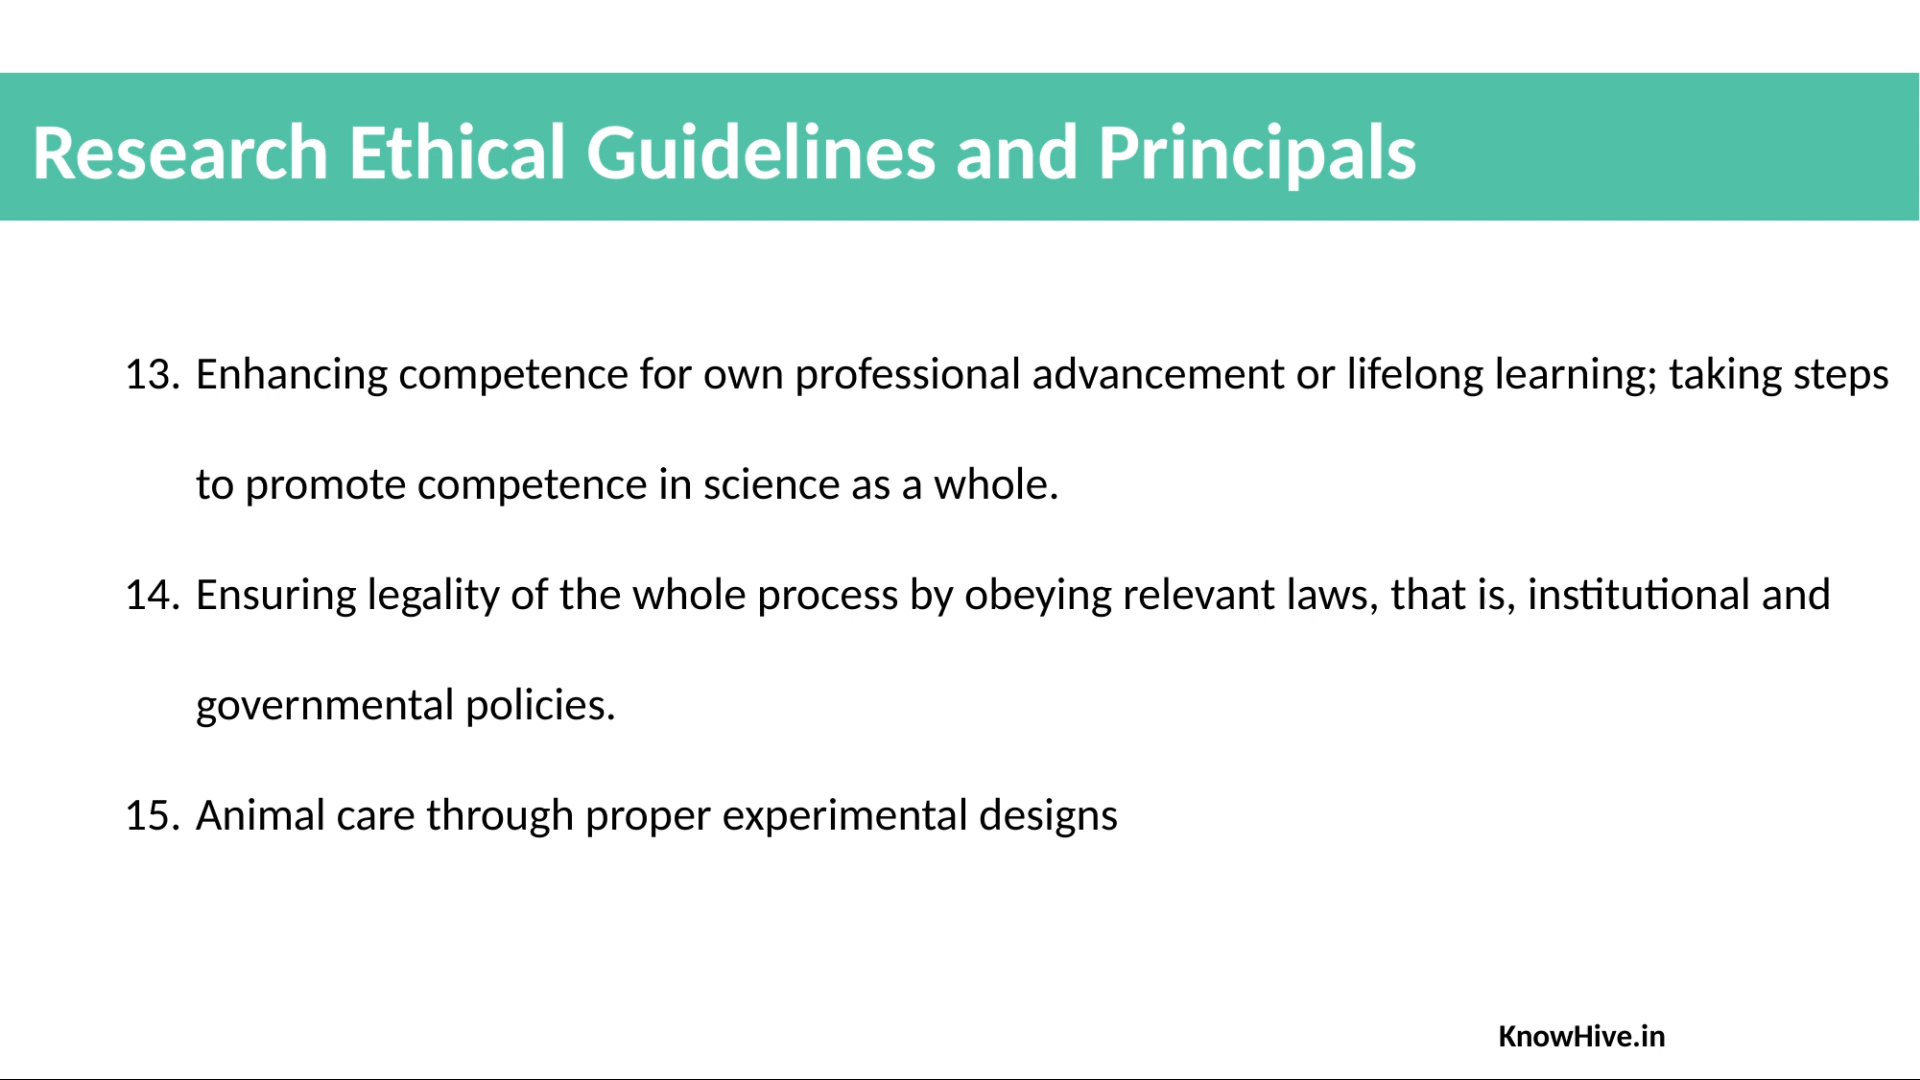 Research Ethical Guidelines and Principals
13. Enhancing competence for own professional advancement or lifelong learning; taking steps
to promote competence in science as a whole.
14. Ensuring legality of the whole process by obeying relevant laws, that is, institutional and
governmental policies.
15. Animal care through proper experimental designs
KnowHive.in